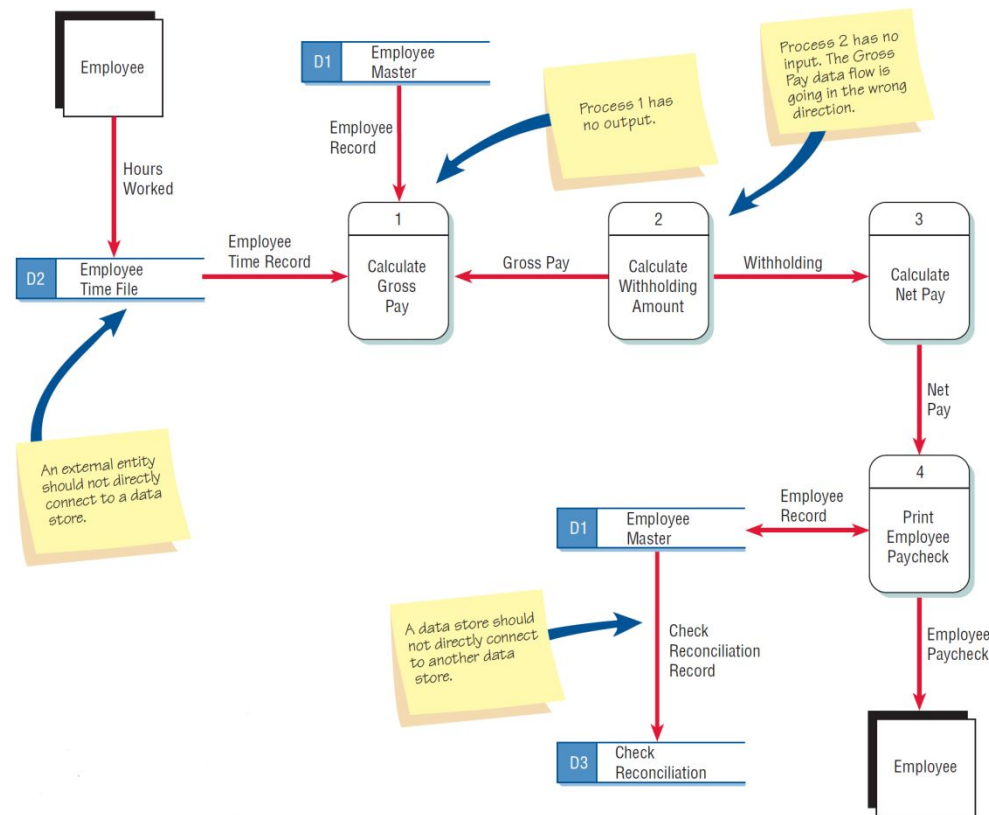 Employee
D1
Employee
Master
Process 2 has no
input. The Gross
Pay data flow is
going in the wrong
direction.
Process 1 has
no output.
Employee
Record
Hours
Worked
1
Calculate
Gross
Pay
2
Calculate
Withholding
Amount
3
Calculate
Net Pay
D2
Employee
Time File
Employee
Time Record
Gross Pay
Withholding
Net
Pay
An external entity
should not directly
connect to a data
store.
4
Print
Employee
Paycheck
Employee
Record
D1
Employee
Master
A data store should
not directly connect
to another data
store.
Check
Reconciliation
Record
Employee
Paycheck
D3
Check
Reconciliation
Employee